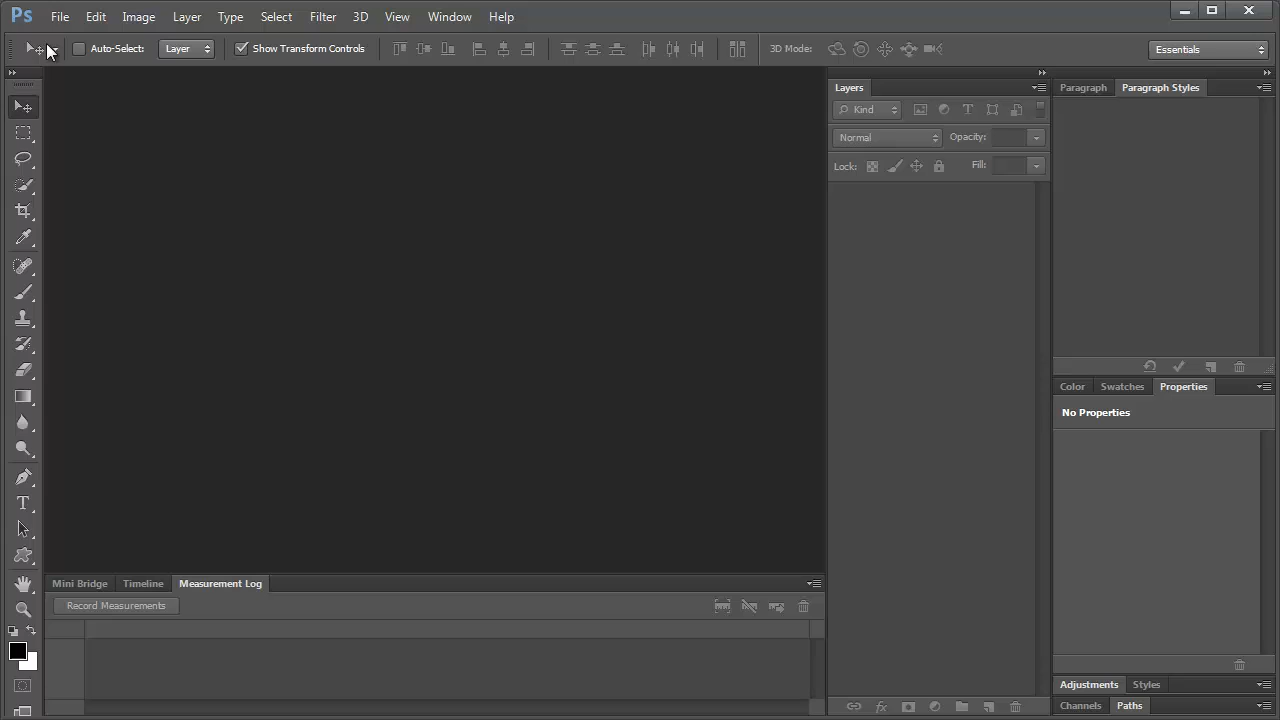 Ps File Edit Image Layer Type Select Filter 3D View Window Help
Auto-Select: Layer Show Transform Controls 3D Mode: Essentials
Layers Paragraph Paragraph Styles
Kind T
Normal Opacity:
Lock: Fill:
Color Swatches Properties
No Properties
T
Mini Bridge Timeline Measurement Log
Record Measurements
Adjustments Styles
fx Channels Paths